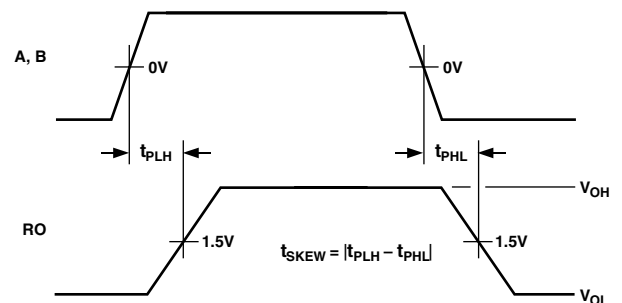 A, B
0V
0V
tPLH
tPHL
VOH
RO
1.5V
tSKEW = |tPLH – tPHL|
1.5V
VOL